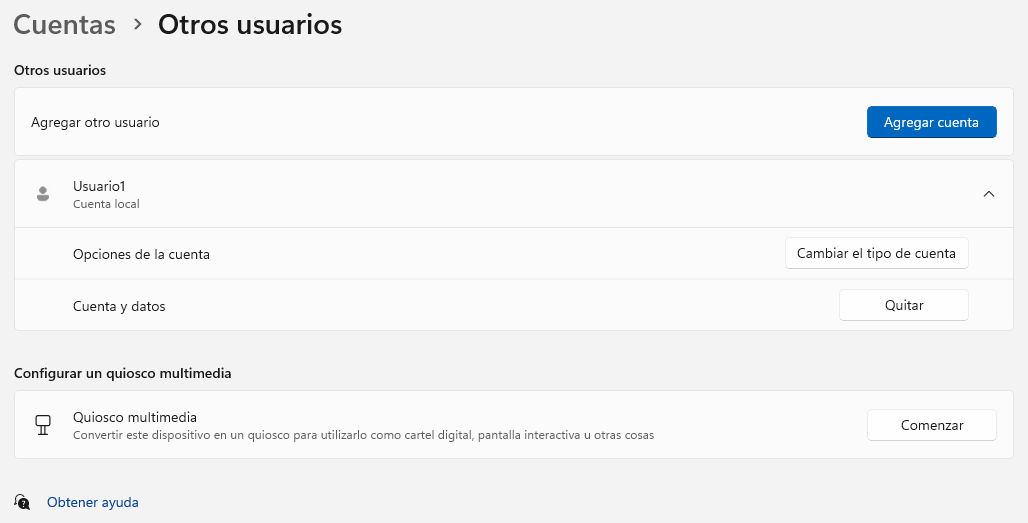 Cuentas > Otros usuarios
Otros usuarios
Agregar otro usuario
Agregar cuenta
Usuario1
Cuenta local
Opciones de la cuenta
Cambiar el tipo de cuenta
Cuenta y datos
Quitar
Configurar un quiosco multimedia
Quiosco multimedia
Convertir este dispositivo en un quiosco para utilizarlo como cartel digital, pantalla interactiva u otras cosas
Comenzar
Obtener ayuda